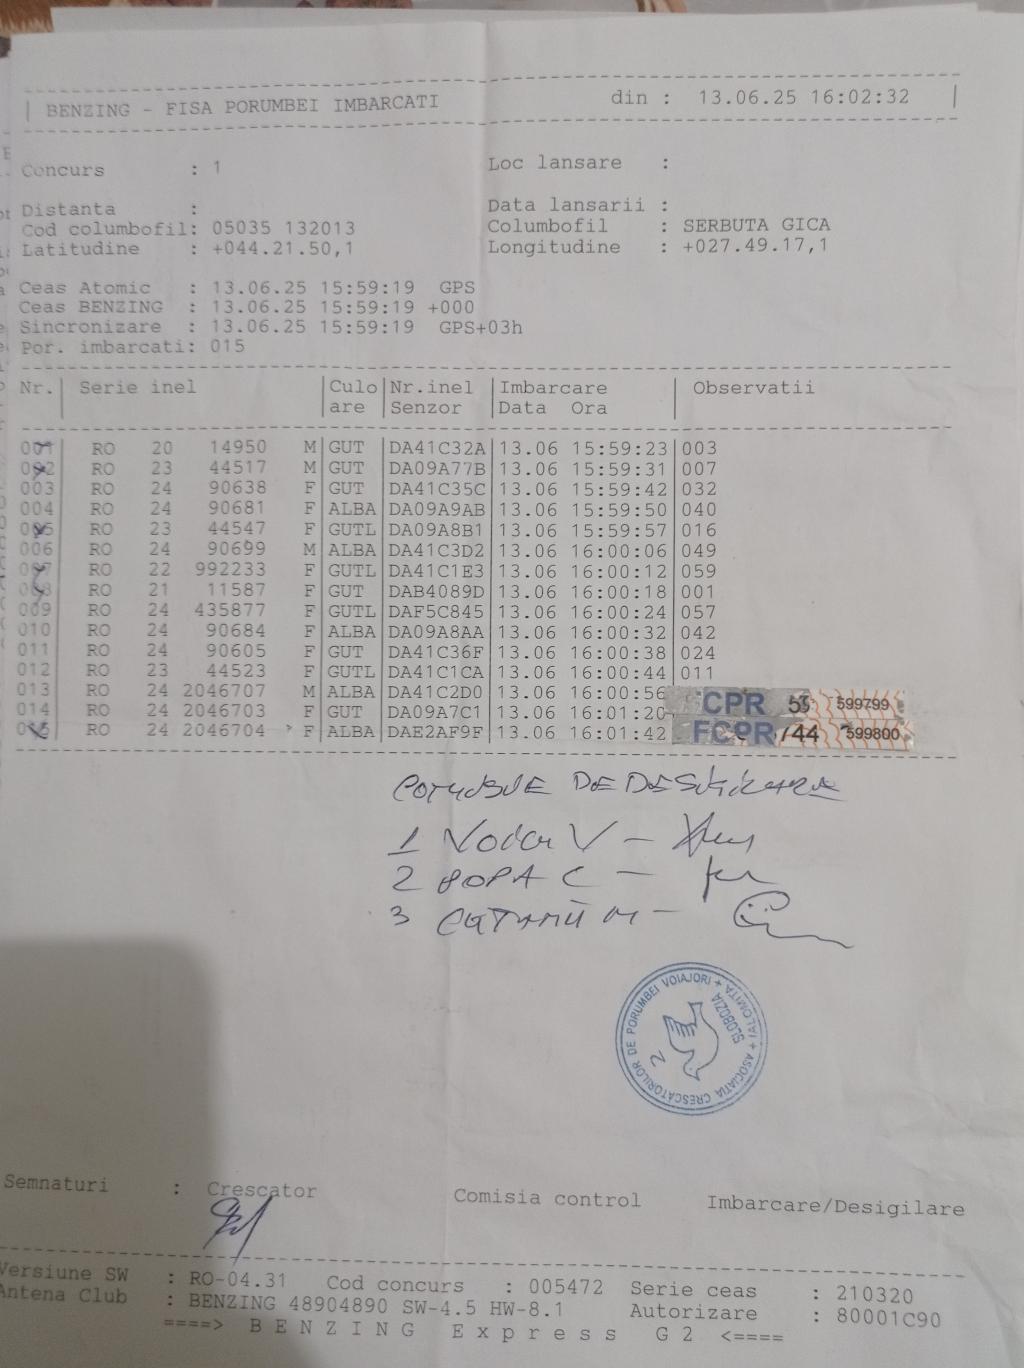 BENZING - FISA PORUMBEI IMBARCATI din : 13.06.25 16:02:32
Concurs : 1 Loc lansare :
Distanta : Data lansarii :
Cod columbofil: 05035 132013 Columbofil : SERBUTA GICA
Latitudine : +044.21.50,1 Longitudine : +027.49.17,1
Ceas Atomic : 13.06.25 15:59:19 GPS
Ceas BENZING : 13.06.25 15:59:19 +000
Sincronizare : 13.06.25 15:59:19 GPS+03h
Por. imbarcati: 015
Nr. Serie inel Culo Nr.inel Imbarcare Observatii
are Senzor Data Ora
001 RO 20 14950 M GUT DA41C32A 13.06 15:59:23 003
002 RO 23 44517 M GUT DA09A77B 13.06 15:59:31 007
003 RO 24 90638 F GUT DA41C35C 13.06 15:59:42 032
004 RO 24 90681 F ALBA DA09A9AB 13.06 15:59:50 040
005 RO 23 44547 F GUTL DA09A8B1 13.06 15:59:57 016
006 RO 24 90699 M ALBA DA41C3D2 13.06 16:00:06 049
007 RO 22 992233 F GUTL DA41C1E3 13.06 16:00:12 059
008 RO 21 11587 F GUT DAB4089D 13.06 16:00:18 001
009 RO 24 435877 F GUTL DAF5C845 13.06 16:00:24 057
010 RO 24 90684 F ALBA DA09A8AA 13.06 16:00:32 042
011 RO 24 90605 F GUT DA41C36F 13.06 16:00:38 024
012 RO 23 44523 F GUTL DA41C1CA 13.06 16:00:44 011
013 RO 24 2046707 M ALBA DA41C2D0 13.06 16:00:56 CPR 55 599799
014 RO 24 2046703 F GUT DA09A7C1 13.06 16:01:20
015 RO 24 2046704 F ALBA DAE2AF9F 13.06 16:01:42 FCPR 44 599800
DE DESIGILARE
1 Vodar V -
2 POPA C -
3 M -
ASOCIATIA CRESCATORILOR DE PORUMBEI VOIAJORI + IALOMITA +
SLOBOZIA
2
Semnaturi : Crescator Comisia control Imbarcare/Desigilare
Versiune SW : RO-04.31 Cod concurs : 005472 Serie ceas : 210320
Antena Club : BENZING 48904890 SW-4.5 HW-8.1 Autorizare : 80001C90
====> B E N Z I N G E x p r e s s G 2 <====